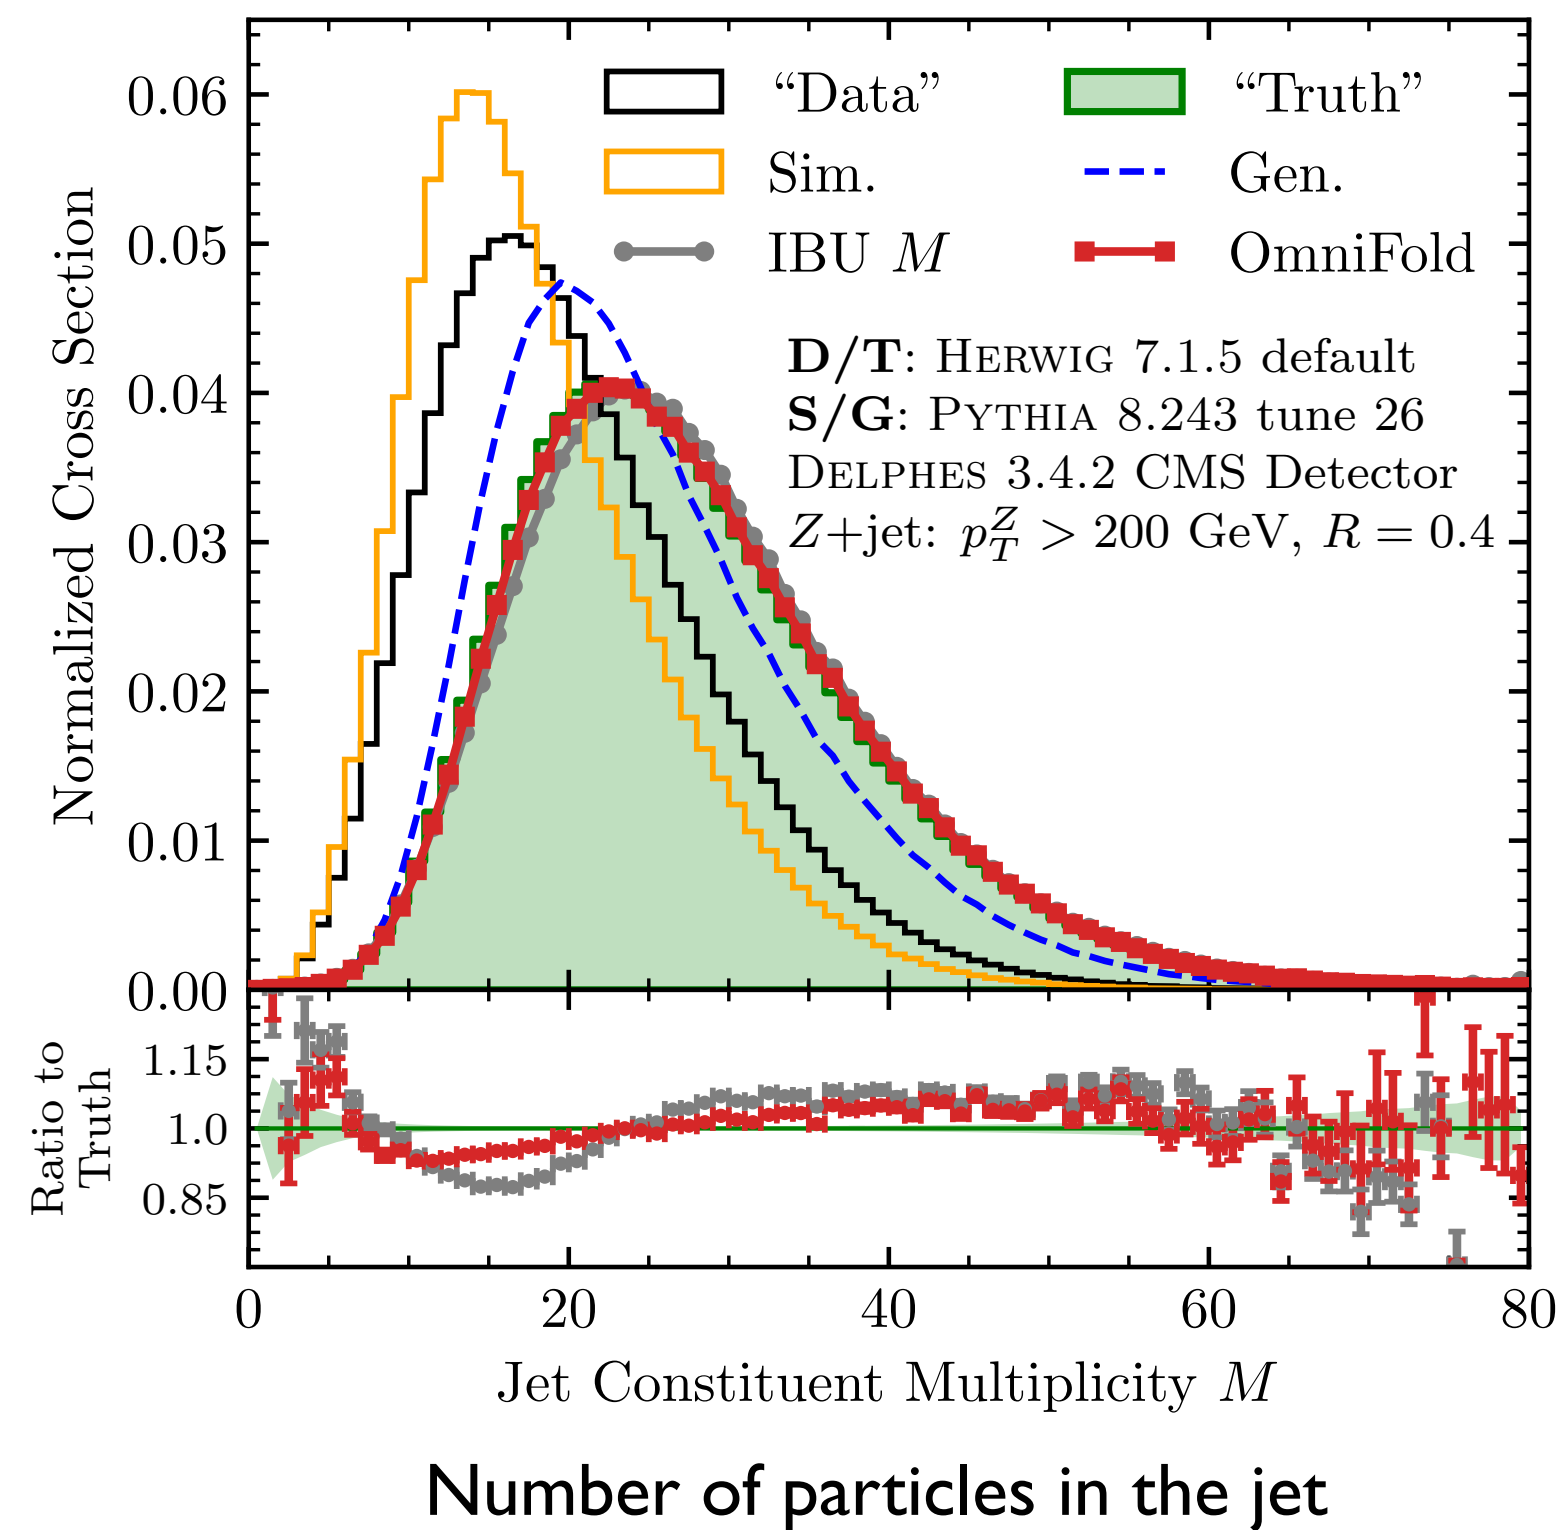 “Data”
“Truth”
Sim.
Gen.
IBU M
OmniFold
D/T: HERWIG 7.1.5 default
S/G: PYTHIA 8.243 tune 26
DELPHES 3.4.2 CMS Detector
Z+jet: p_T^Z > 200 GeV, R = 0.4
Normalized Cross Section
0.06
0.05
0.04
0.03
0.02
0.01
0.00
Ratio to
Truth
1.15
1.0
0.85
0 20 40 60 80
Jet Constituent Multiplicity M
Number of particles in the jet